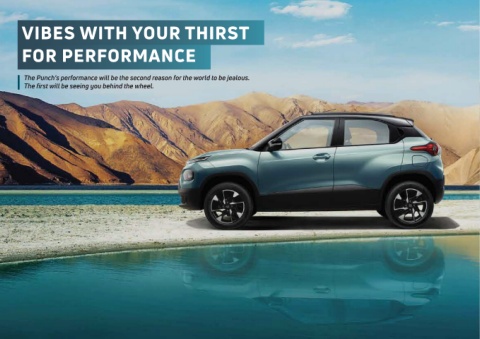 VIBES WITH YOUR THIRST
FOR PERFORMANCE
The Punch's performance will be the second reason for the world to be jealous.
The first will be seeing you behind the wheel.